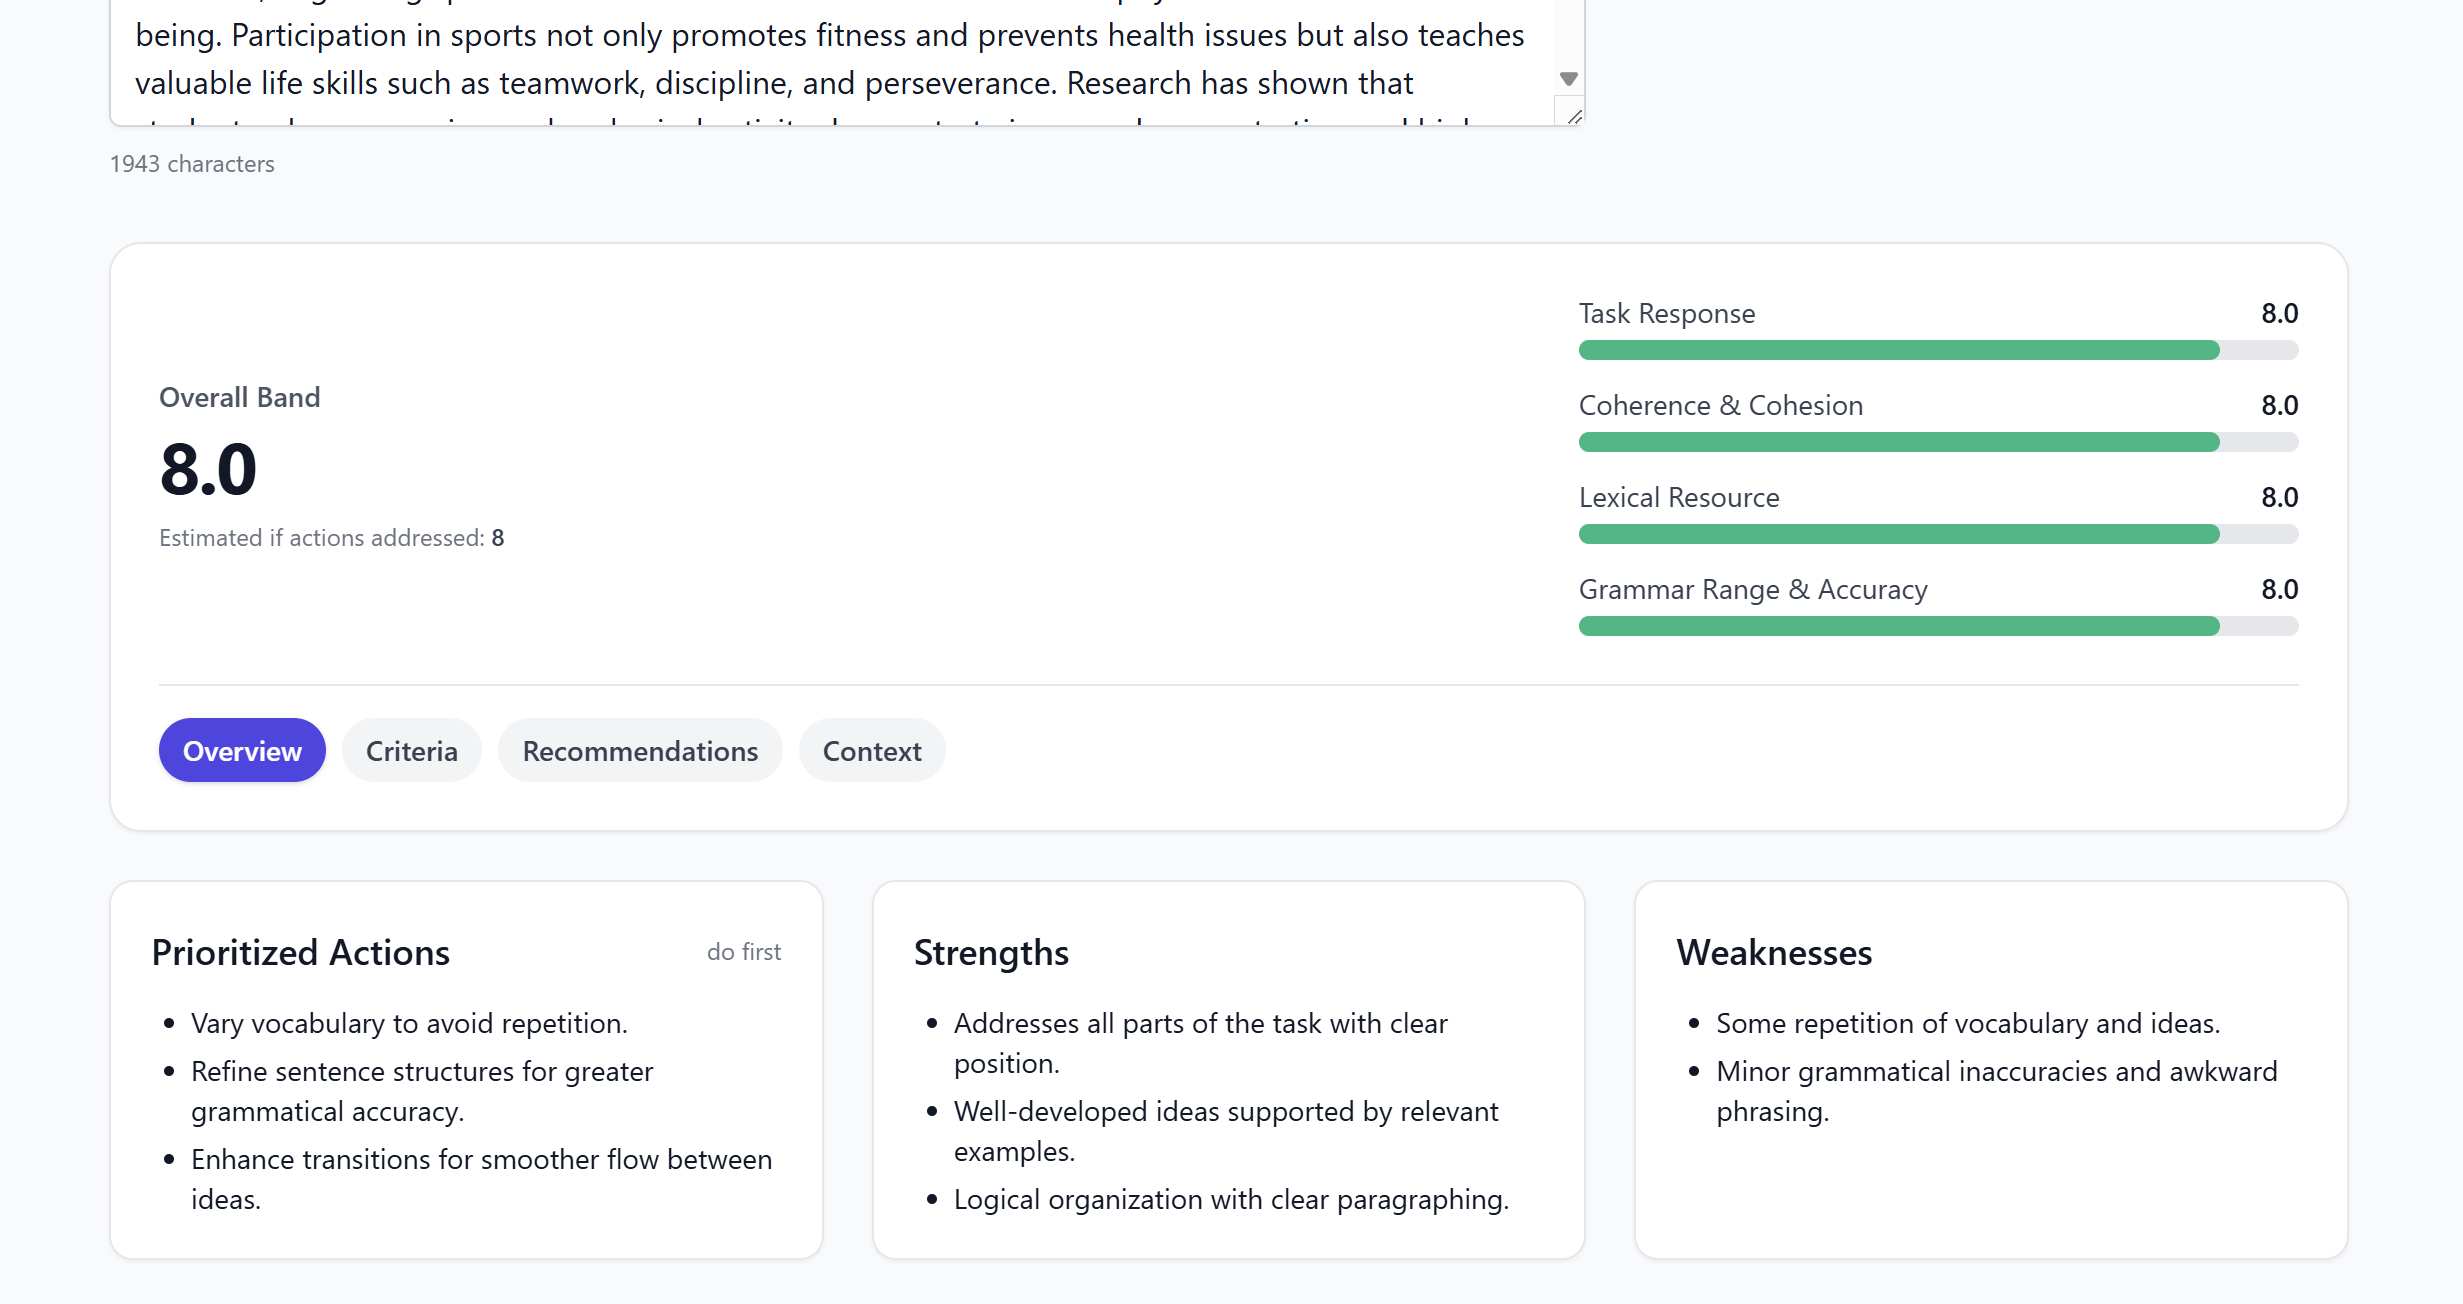 being. Participation in sports not only promotes fitness and prevents health issues but also teaches
valuable life skills such as teamwork, discipline, and perseverance. Research has shown that
1943 characters
Overall Band
8.0
Estimated if actions addressed: 8
Task Response 8.0
Coherence & Cohesion 8.0
Lexical Resource 8.0
Grammar Range & Accuracy 8.0
Overview Criteria Recommendations Context
Prioritized Actions do first
• Vary vocabulary to avoid repetition.
• Refine sentence structures for greater
grammatical accuracy.
• Enhance transitions for smoother flow between
ideas.
Strengths
• Addresses all parts of the task with clear
position.
• Well-developed ideas supported by relevant
examples.
• Logical organization with clear paragraphing.
Weaknesses
• Some repetition of vocabulary and ideas.
• Minor grammatical inaccuracies and awkward
phrasing.